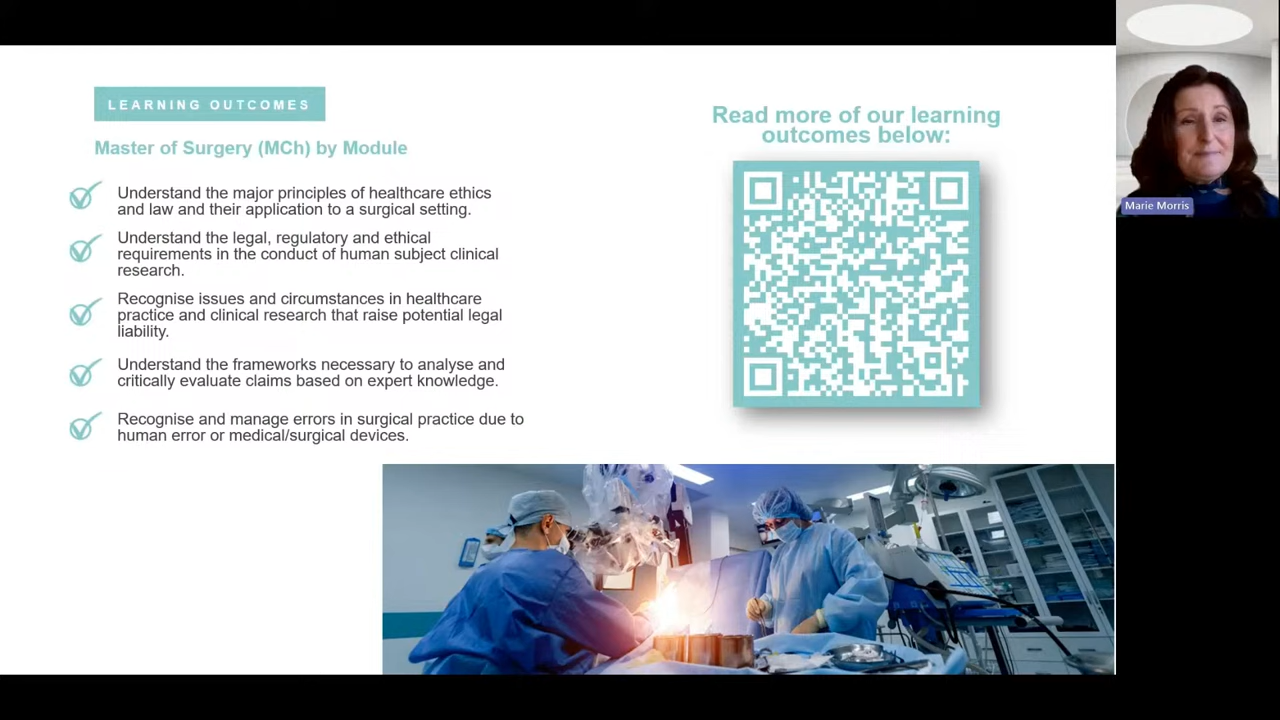 LEARNING OUTCOMES
Master of Surgery (MCh) by Module
Understand the major principles of healthcare ethics
and law and their application to a surgical setting.
Understand the legal, regulatory and ethical
requirements in the conduct of human subject clinical
research.
Recognise issues and circumstances in healthcare
practice and clinical research that raise potential legal
liability.
Understand the frameworks necessary to analyse and
critically evaluate claims based on expert knowledge.
Recognise and manage errors in surgical practice due to
human error or medical/surgical devices.
Read more of our learning
outcomes below:
Marie Morris